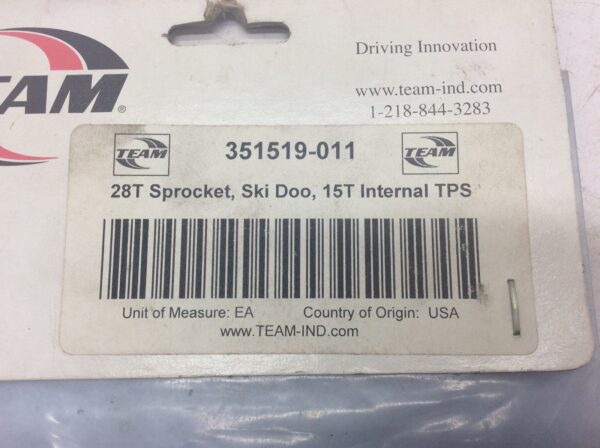 Driving Innovation
TEAM®
www.team-ind.com
1-218-844-3283
TEAM 351519-011 TEAM
28T Sprocket, Ski Doo, 15T Internal TPS
Unit of Measure: EA Country of Origin: USA
www.TEAM-IND.com